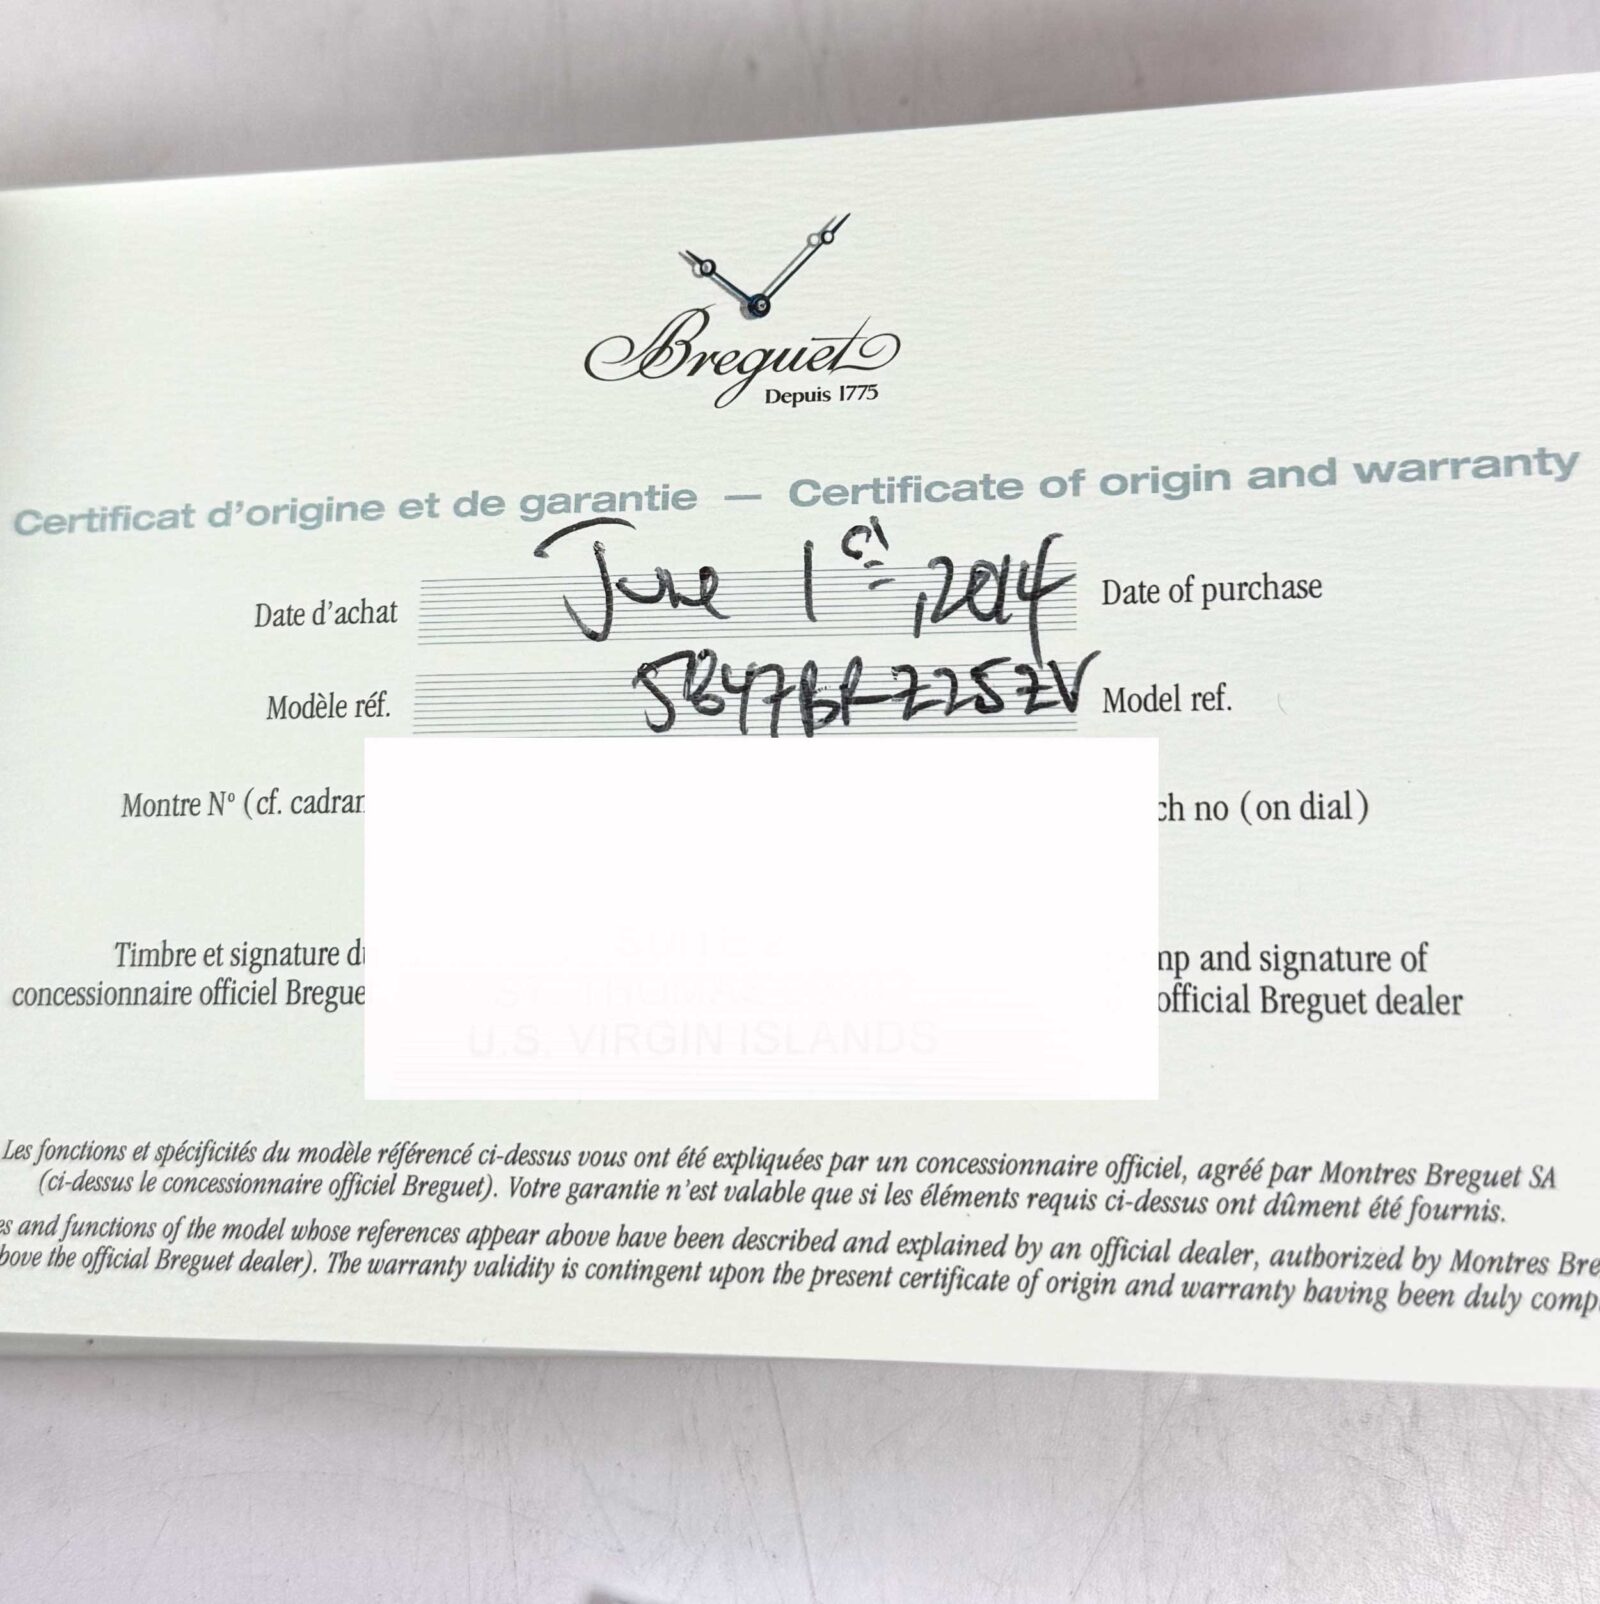 Breguet
Depuis 1775
Certificat d'origine et de garantie — Certificate of origin and warranty
Date d'achat June 1st, 2014 Date of purchase
Modèle réf. 5847BRZ25ZV Model ref.
Montre Nº (cf. cadran ch no (on dial)
Timbre et signature du mp and signature of
concessionnaire officiel Bregue official Breguet dealer
U.S. VIRGIN ISLANDS
Les fonctions et spécificités du modèle référencé ci-dessus vous ont été expliquées par un concessionnaire officiel, agréé par Montres Breguet SA
(ci-dessus le concessionnaire officiel Breguet). Votre garantie n'est valable que si les éléments requis ci-dessus ont dûment été fournis.
es and functions of the model whose references appear above have been described and explained by an official dealer, authorized by Montres Bre
bove the official Breguet dealer). The warranty validity is contingent upon the present certificate of origin and warranty having been duly comp